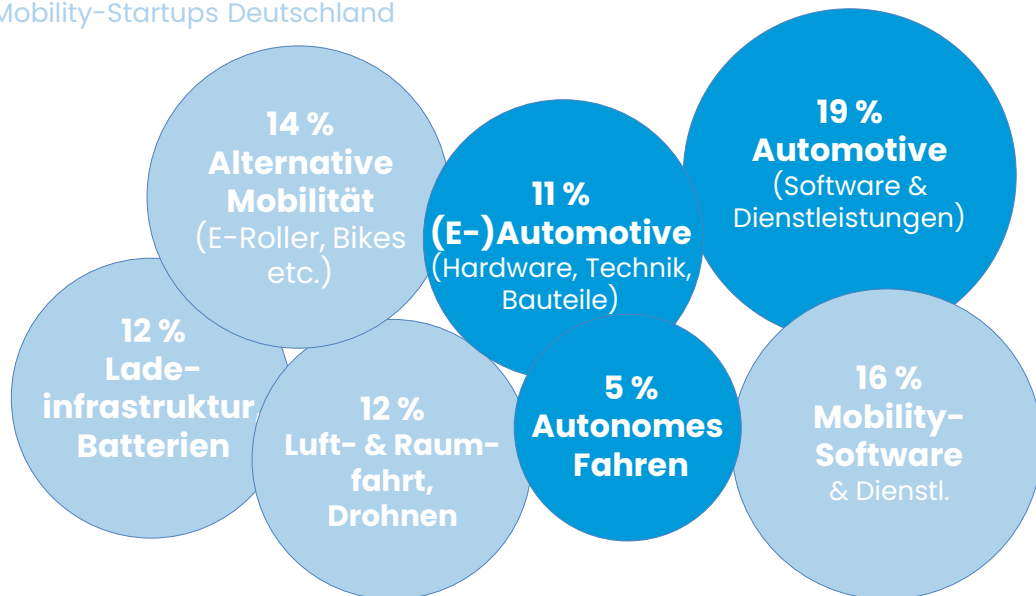 Mobility-Startups Deutschland
14 %
Alternative
Mobilität
(E-Roller, Bikes
etc.)
11 %
(E-)Automotive
(Hardware, Technik,
Bauteile)
19 %
Automotive
(Software &
Dienstleistungen)
12 %
Lade-
infrastruktur,
Batterien
12 %
Luft- & Raum-
fahrt,
Drohnen
5 %
Autonomes
Fahren
16 %
Mobility-
Software
& Dienstl.